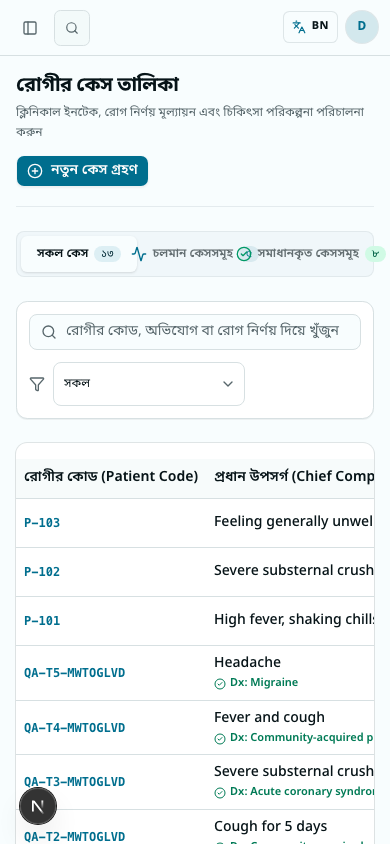 BN
D
রোগীর কেস তালিকা
ক্লিনিকাল ইনটেক, রোগ নির্ণয় মূল্যায়ন এবং চিকিৎসা পরিকল্পনা পরিচালনা
করুন
নতুন কেস গ্রহণ
সকল কেস ১৩ চলমান কেসসমূহ সমাধানকৃত কেসসমূহ ৮
রোগীর কোড, অভিযোগ বা রোগ নির্ণয় দিয়ে খুঁজুন
সকল
রোগীর কোড (Patient Code) প্রধান উপসর্গ (Chief Comp
P-103 Feeling generally unwel
P-102 Severe substernal crush
P-101 High fever, shaking chills
QA-T5-MWTOGLVD Headache
Dx: Migraine
QA-T4-MWTOGLVD Fever and cough
Dx: Community-acquired p
QA-T3-MWTOGLVD Severe substernal crush
Dx: Acute coronary syndro
N
QA-T2-MWTOGLVD Cough for 5 days